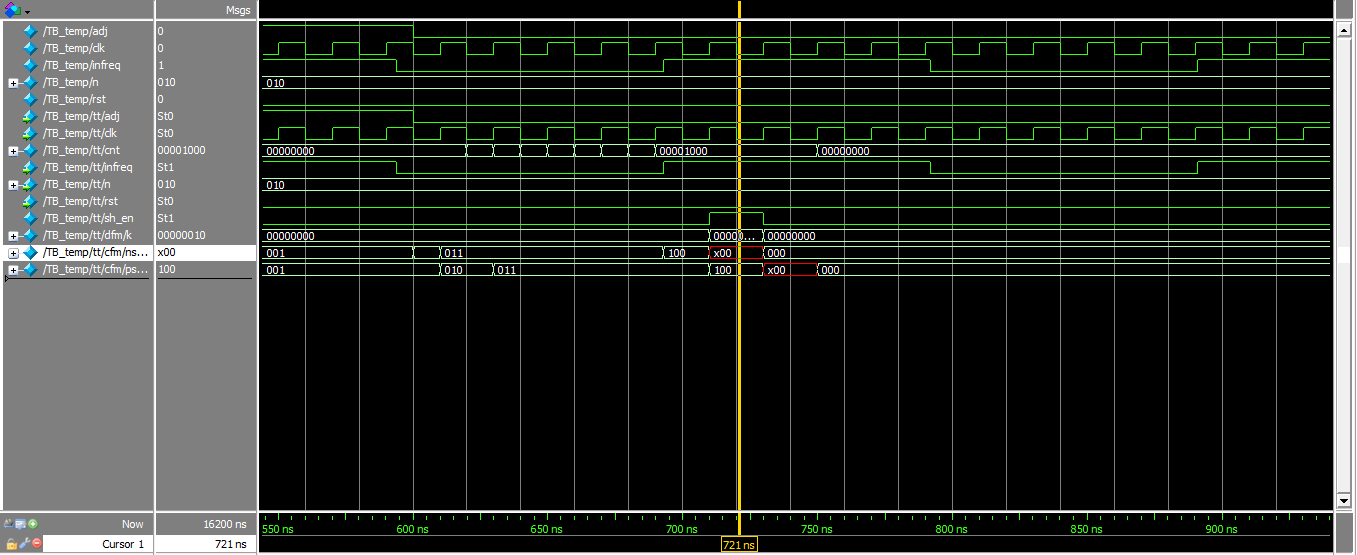 Msgs
/TB_temp/adj 0
/TB_temp/clk 0
/TB_temp/infreq 1
/TB_temp/n 010 010
/TB_temp/rst 0
/TB_temp/tt/adj St0
/TB_temp/tt/clk St0
/TB_temp/tt/cnt 00001000 00000000 00001000 00000000
/TB_temp/tt/infreq St1
/TB_temp/tt/n 010 010
/TB_temp/tt/rst St0
/TB_temp/tt/sh_en St1
/TB_temp/tt/dfm/k 00000010 00000000 00000... 00000000
/TB_temp/tt/cfm/ns... x00 001 011 100 x00 000
/TB_temp/tt/cfm/ps... 100 001 010 011 100 x00 000
Now 16200 ns 550 ns 600 ns 650 ns 700 ns 750 ns 800 ns 850 ns 900 ns
Cursor 1 721 ns 721 ns